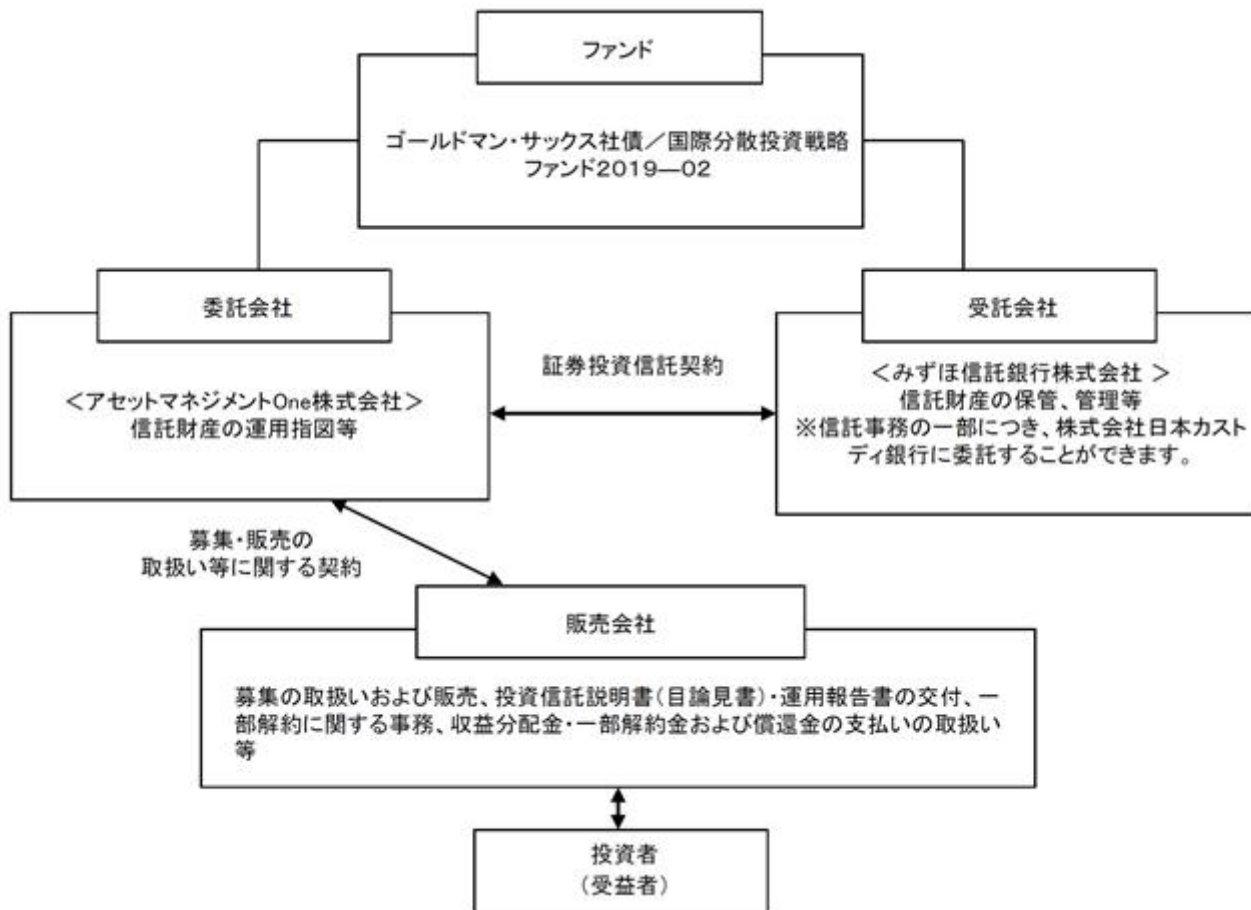 ファンド
ゴールドマン・サックス社債／国際分散投資戦略
ファンド2019―02
委託会社
＜アセットマネジメントOne株式会社＞
信託財産の運用指図等
証券投資信託契約
受託会社
＜みずほ信託銀行株式会社 ＞
信託財産の保管、管理等
※信託事務の一部につき、株式会社日本カスト
ディ銀行に委託することができます。
募集・販売の
取扱い等に関する契約
販売会社
募集の取扱いおよび販売、投資信託説明書（目論見書）・運用報告書の交付、一
部解約に関する事務、収益分配金・一部解約金および償還金の支払いの取扱い
等
投資者
（受益者）